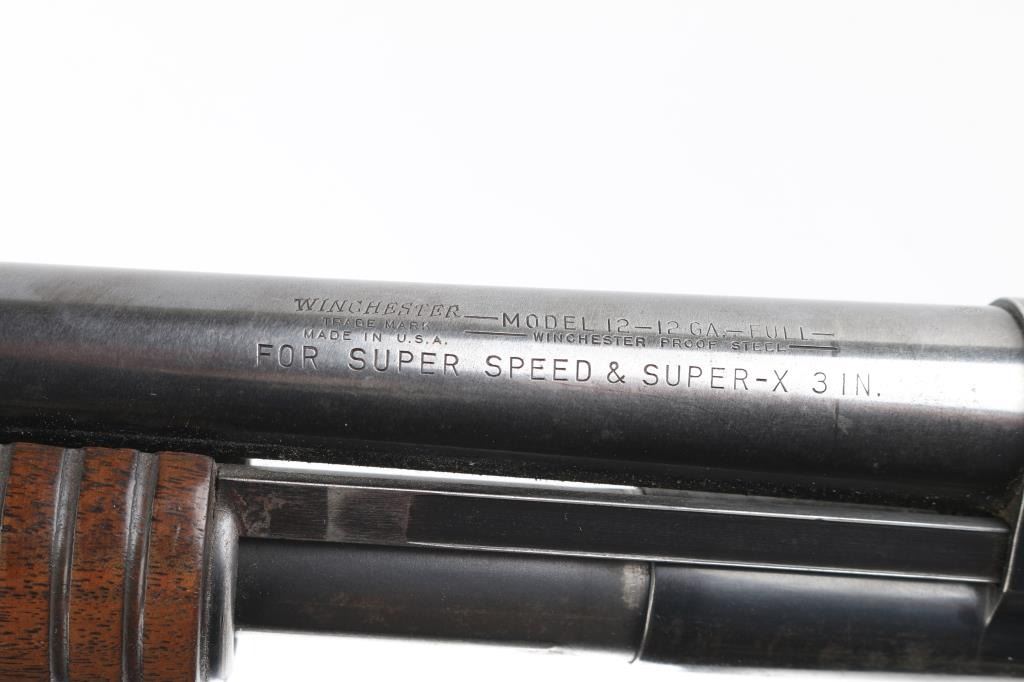 WINCHESTER
TRADE MARK
MADE IN U.S.A.
—MODEL 12—12 GA.—FULL—
WINCHESTER PROOF STEEL
FOR SUPER SPEED & SUPER-X 3 IN.